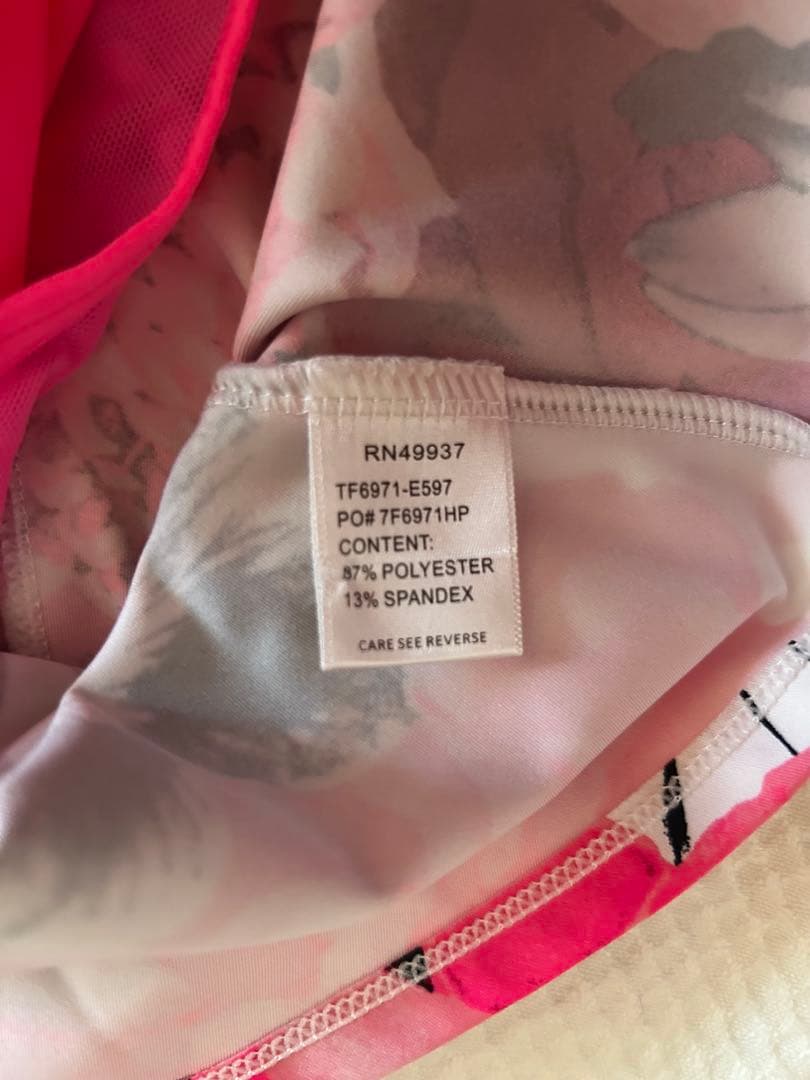 RN49937
TF6971-E597
PO# 7F6971HP
CONTENT:
87% POLYESTER
13% SPANDEX
CARE SEE REVERSE